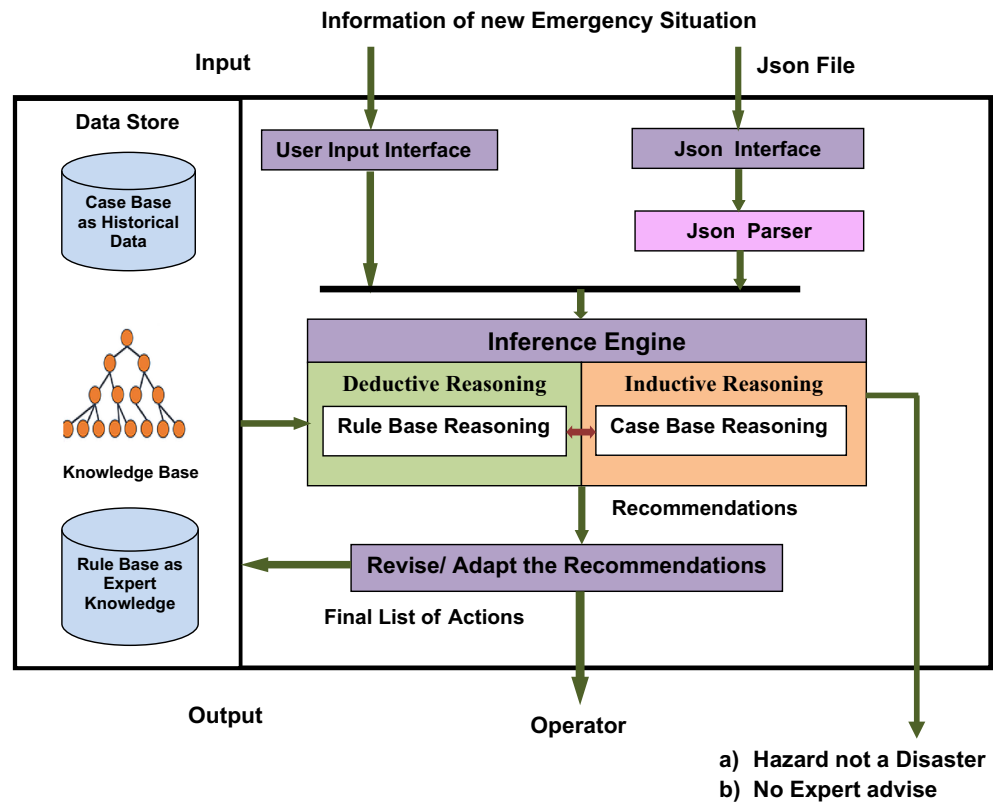 Information of new Emergency Situation
Input
Json File
Data Store
Case Base
as Historical
Data
Knowledge Base
Rule Base as
Expert
Knowledge
User Input Interface
Json Interface
Json Parser
Inference Engine
Deductive Reasoning
Inductive Reasoning
Rule Base Reasoning
Case Base Reasoning
Recommendations
Revise/ Adapt the Recommendations
Final List of Actions
Output
Operator
a) Hazard not a Disaster
b) No Expert advise